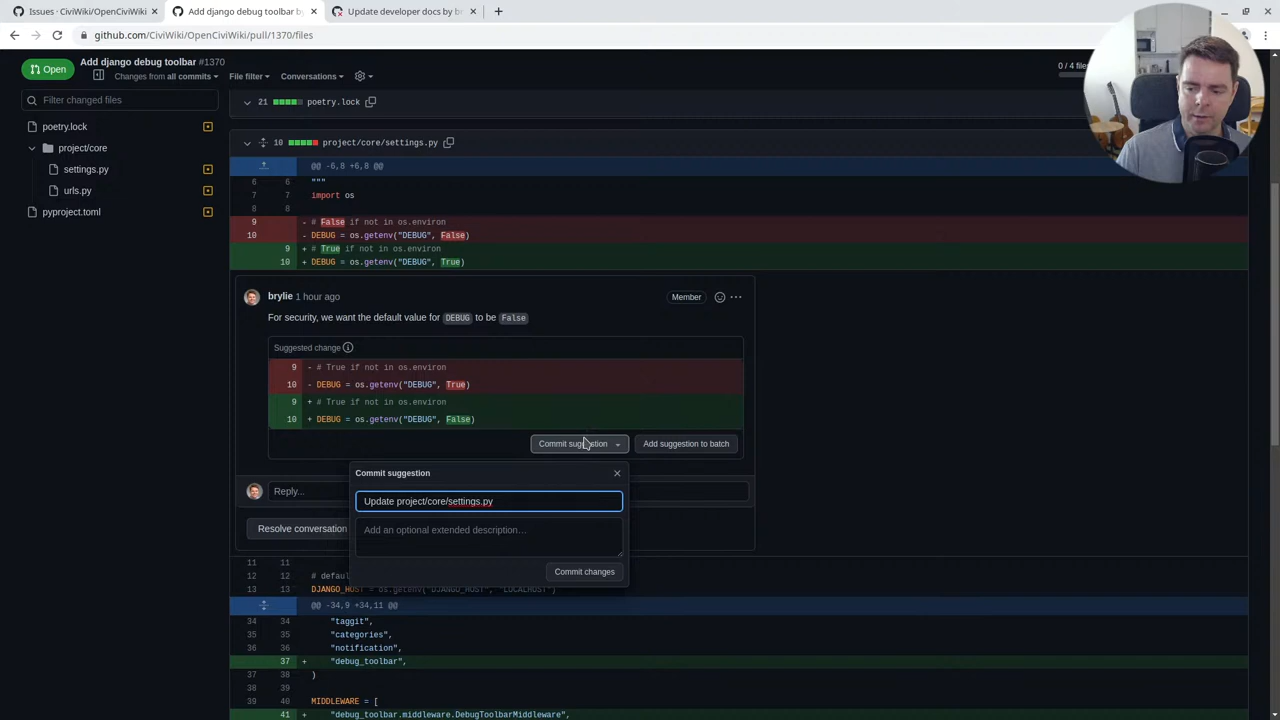 Issues · CiviWiki/OpenCiviWiki
Add django debug toolbar by
Update developer docs by br
github.com/CiviWiki/OpenCiviWiki/pull/1370/files
Open
Add django debug toolbar #1370
Changes from all commits
File filter
Conversations
0 / 4 files
Filter changed files
poetry.lock
project/core
settings.py
urls.py
pyproject.toml
21 poetry.lock
10 project/core/settings.py
@@ -6,8 +6,8 @@
6 6 """
7 7 import os
8 8
9 - # False if not in os.environ
10 - DEBUG = os.getenv("DEBUG", False)
9 + # True if not in os.environ
10 + DEBUG = os.getenv("DEBUG", True)
brylie 1 hour ago
Member
For security, we want the default value for DEBUG to be False
Suggested change
9 - # True if not in os.environ
10 - DEBUG = os.getenv("DEBUG", True)
9 + # True if not in os.environ
10 + DEBUG = os.getenv("DEBUG", False)
Commit suggestion
Add suggestion to batch
Commit suggestion
Reply...
Update project/core/settings.py
Add an optional extended description…
Resolve conversation
Commit changes
11 11
12 12 # defau
13 13 DJANGO_HOST = os.getenv("DJANGO_HOST", "LOCALHOST")
@@ -34,9 +34,11 @@
34 34 "taggit",
35 35 "categories",
36 36 "notification",
37 + "debug_toolbar",
37 38 )
38 39
39 40 MIDDLEWARE = [
41 + "debug_toolbar.middleware.DebugToolbarMiddleware",